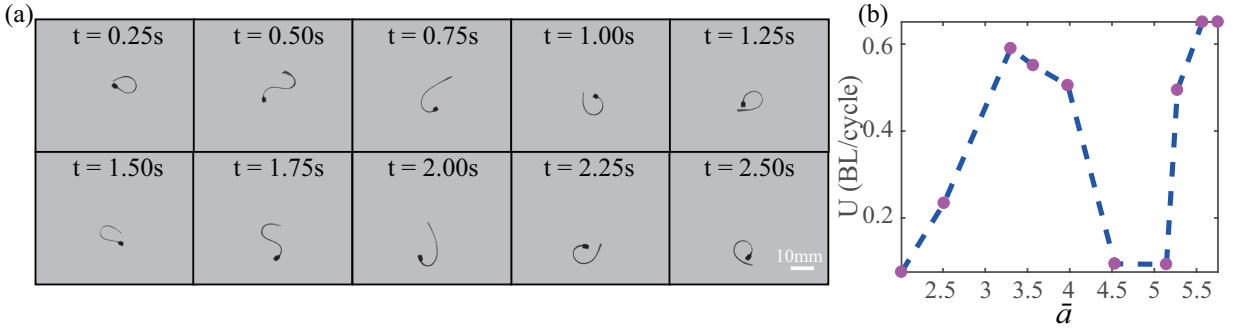 (a)
t = 0.25s
t = 0.50s
t = 0.75s
t = 1.00s
t = 1.25s
t = 1.50s
t = 1.75s
t = 2.00s
t = 2.25s
t = 2.50s
10mm
(b)
U (BL/cycle)
0.6
0.4
0.2
2.5 3 3.5 4 4.5 5 5.5
ā